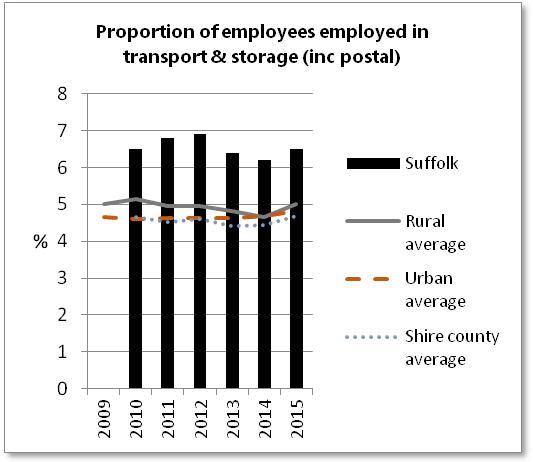 Proportion of employees employed in
transport & storage (inc postal)
8
7
6
5
4
3
2
1
0
%
2009
2010
2011
2012
2013
2014
2015
Suffolk
Rural
average
Urban
average
Shire county
average